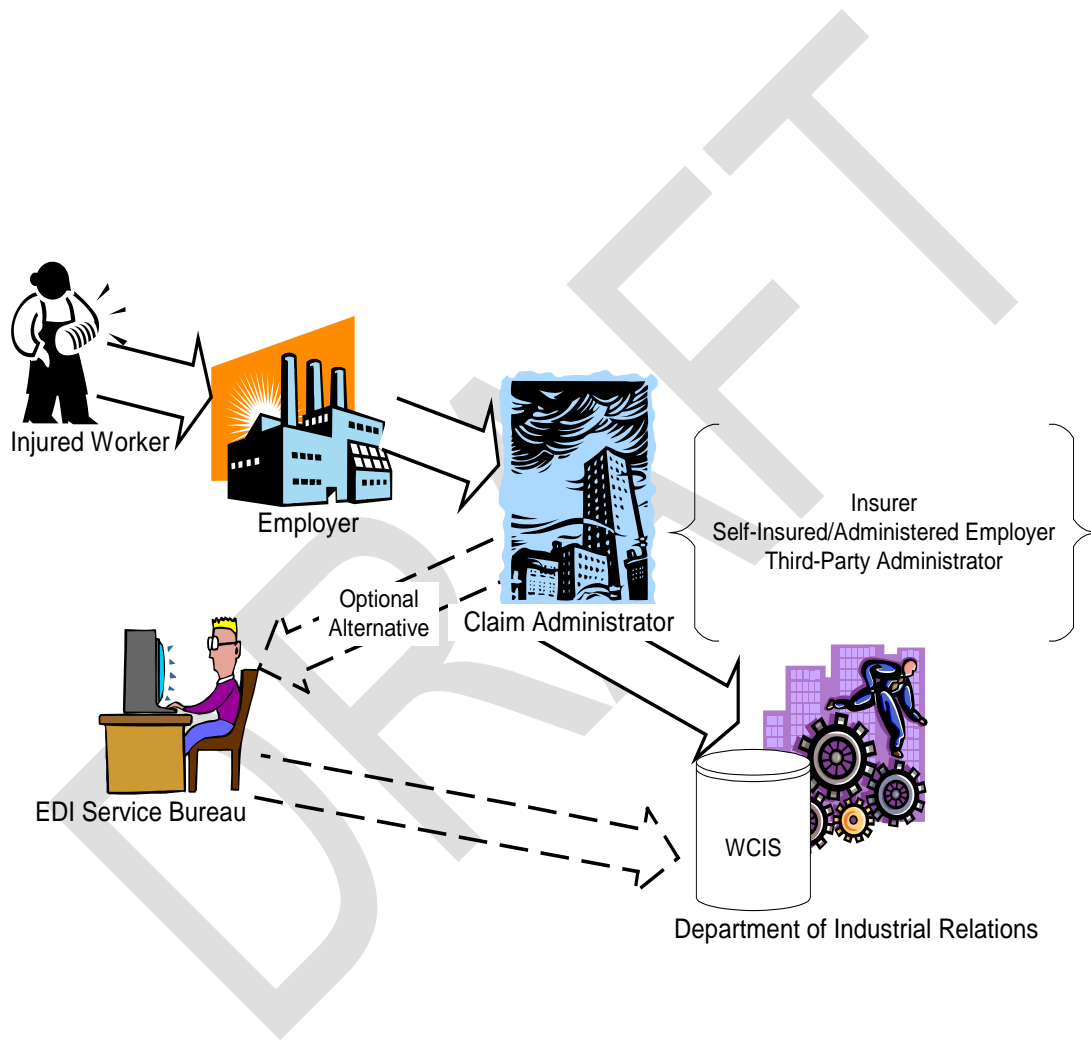 DRAFT
Injured Worker
Employer
Insurer
Self-Insured/Administered Employer
Third-Party Administrator
Optional
Alternative
Claim Administrator
EDI Service Bureau
WCIS
Department of Industrial Relations